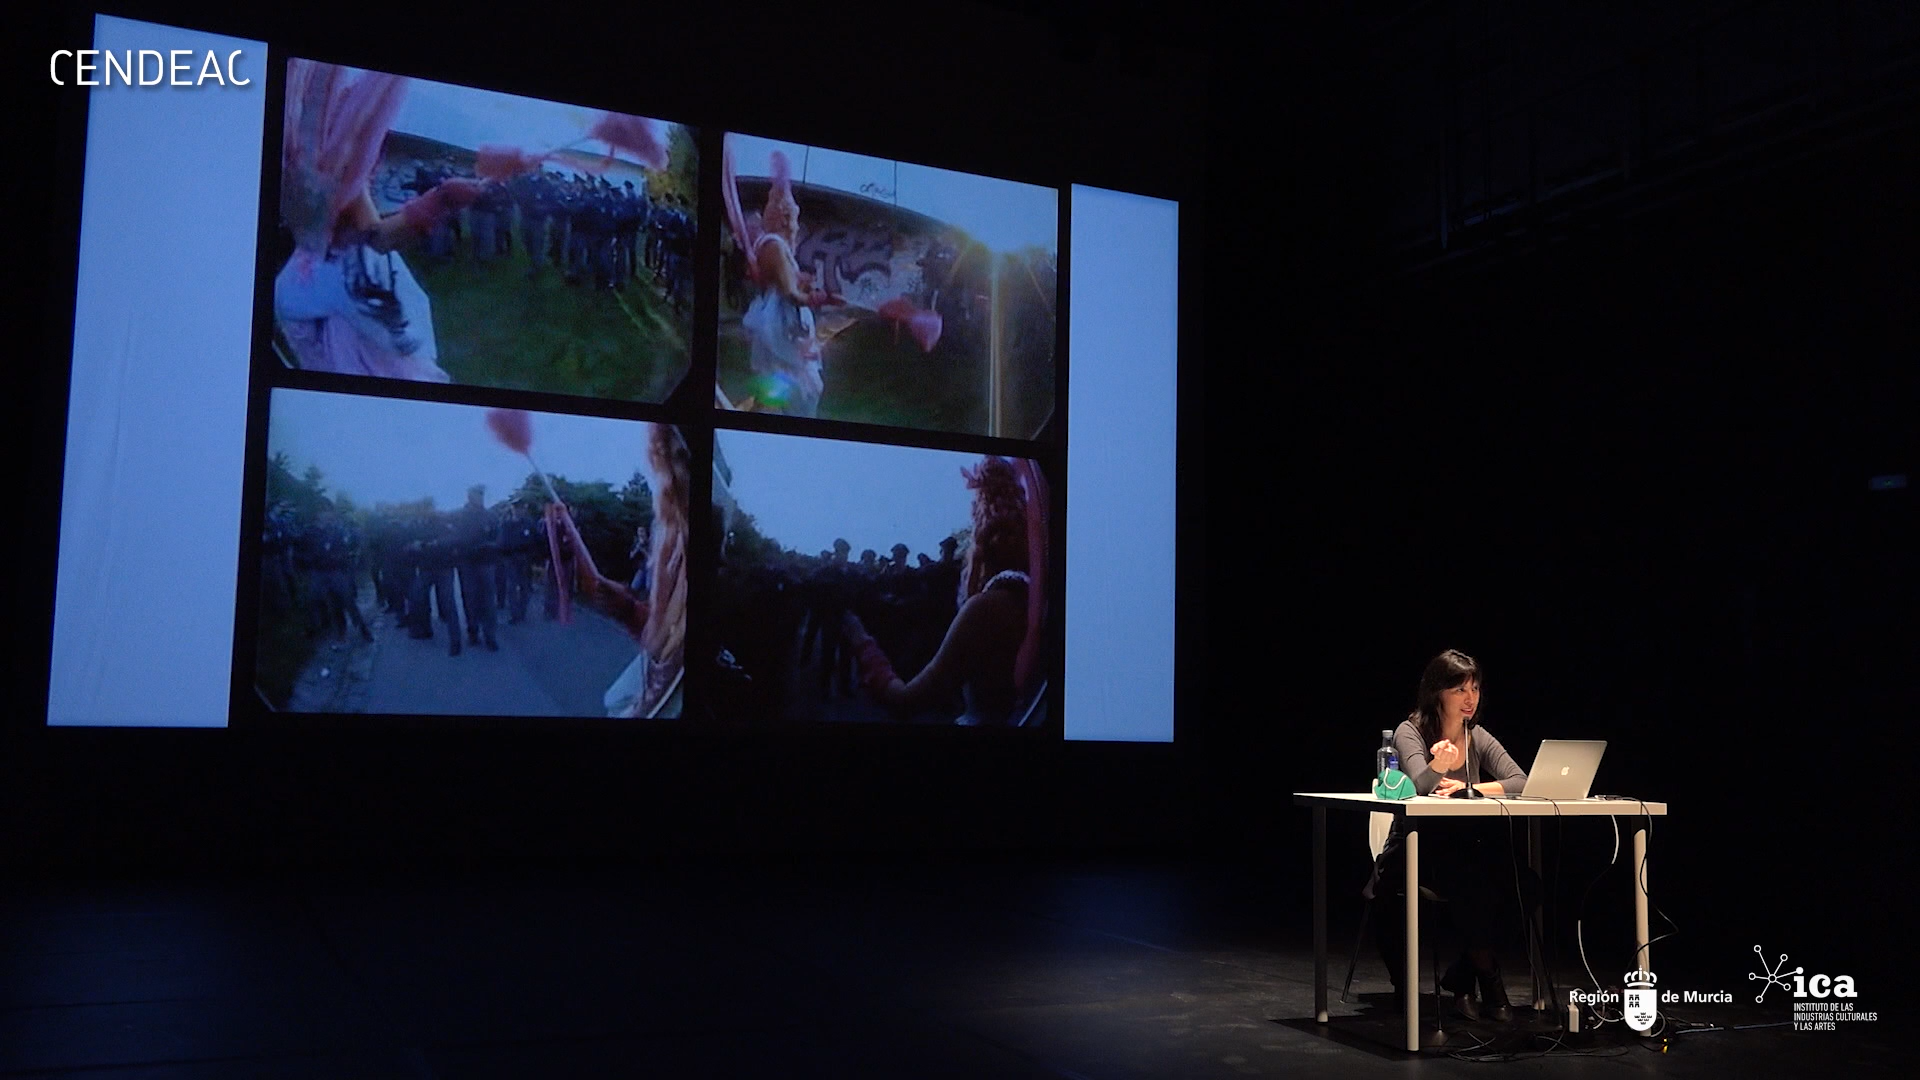 CENDEAC
Región de Murcia
ica
INSTITUTO DE LAS
INDUSTRIAS CULTURALES
Y LAS ARTES